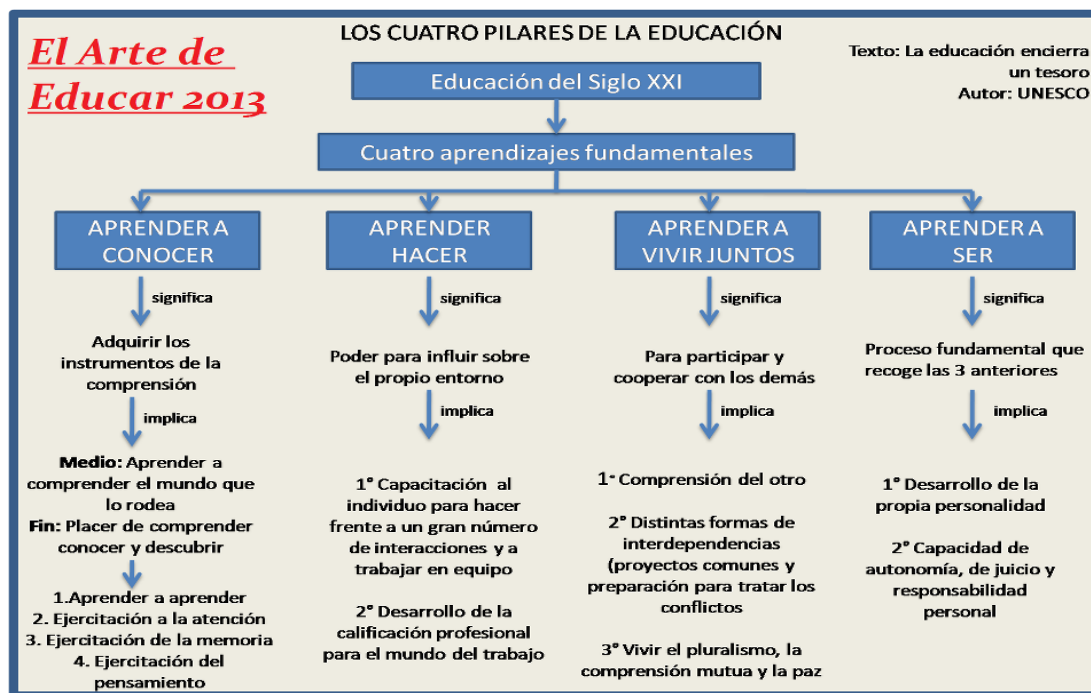 El Arte de
Educar 2013
LOS CUATRO PILARES DE LA EDUCACIÓN
Texto: La educación encierra
un tesoro
Autor: UNESCO
Educación del Siglo XXI
Cuatro aprendizajes fundamentales
APRENDER A
CONOCER
significa
Adquirir los
instrumentos de la
comprensión
implica
Medio: Aprender a
comprender el mundo que
lo rodea
Fin: Placer de comprender
conocer y descubrir
1.Aprender a aprender
2. Ejercitación a la atención
3. Ejercitación de la memoria
4. Ejercitación del
pensamiento
APRENDER
HACER
significa
Poder para influir sobre
el propio entorno
implica
1° Capacitación al
individuo para hacer
frente a un gran número
de interacciones y a
trabajar en equipo
2° Desarrollo de la
calificación profesional
para el mundo del trabajo
APRENDER A
VIVIR JUNTOS
significa
Para participar y
cooperar con los demás
implica
1° Comprensión del otro
2° Distintas formas de
interdependencias
(proyectos comunes y
preparación para tratar los
conflictos
3° Vivir el pluralismo, la
comprensión mutua y la paz
APRENDER A
SER
significa
Proceso fundamental que
recoge las 3 anteriores
implica
1° Desarrollo de la
propia personalidad
2° Capacidad de
autonomía, de juicio y
responsabilidad
personal